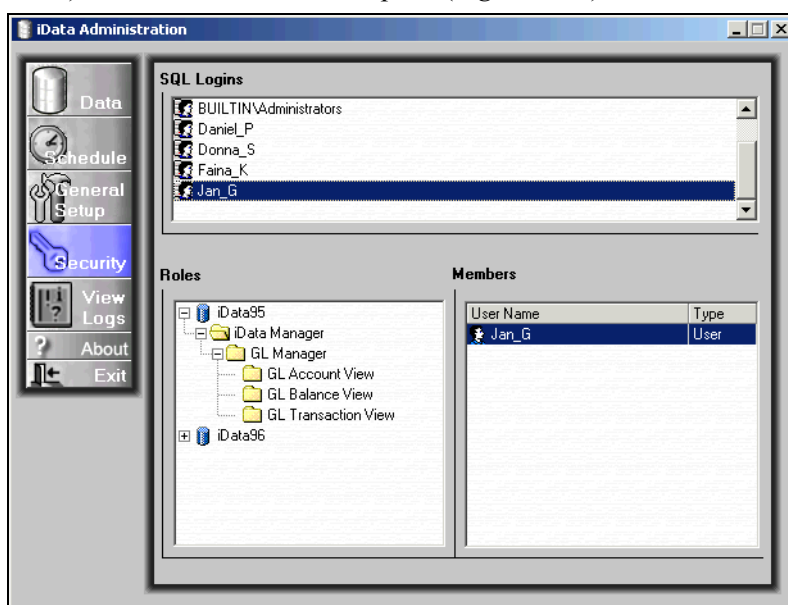 iData Administration
Data
Schedule
General
Setup
Security
View
Logs
About
Exit
SQL Logins
BUILTIN\Administrators
Daniel_P
Donna_S
Faina_K
Jan_G
Roles
iData95
iData Manager
GL Manager
GL Account View
GL Balance View
GL Transaction View
iData96
Members
User Name Type
Jan_G User